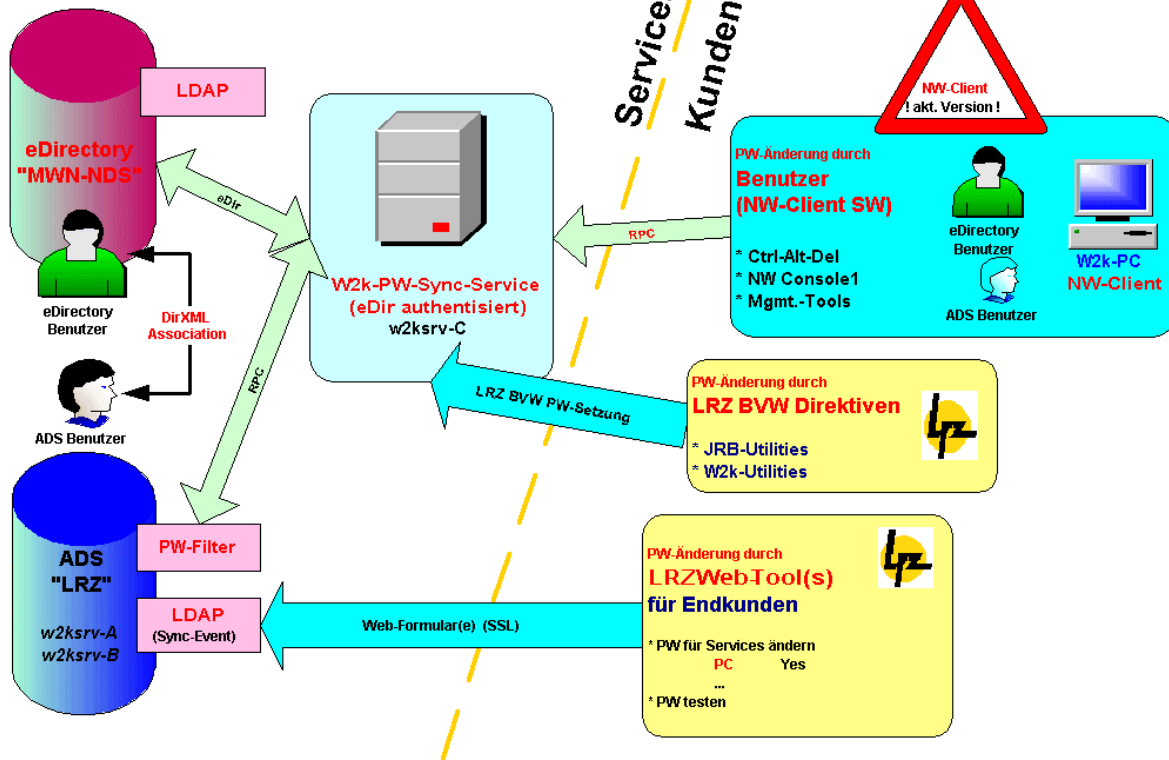 Service
Kunden
LDAP
eDirectory
"MWN-NDS"
eDir
eDirectory
Benutzer
DirXML
Association
ADS Benutzer
RPC
W2k-PW-Sync-Service
(eDir authentisiert)
w2ksrv-C
RPC
NW-Client
! akt. Version !
PW-Änderung durch
Benutzer
(NW-Client SW)
* Ctrl-Alt-Del
* NW Console1
* Mgmt.-Tools
eDirectory
Benutzer
ADS Benutzer
W2k-PC
NW-Client
LRZ BVW PW-Setzung
PW-Änderung durch
LRZ BVW Direktiven
* JRB-Utilities
* W2k-Utilities
lrz
ADS
"LRZ"
w2ksrv-A
w2ksrv-B
PW-Filter
LDAP
(Sync-Event)
Web-Formular(e) (SSL)
PW-Änderung durch
LRZWeb-Tool(s)
für Endkunden
* PW für Services ändern
PC Yes
...
* PW testen
lrz